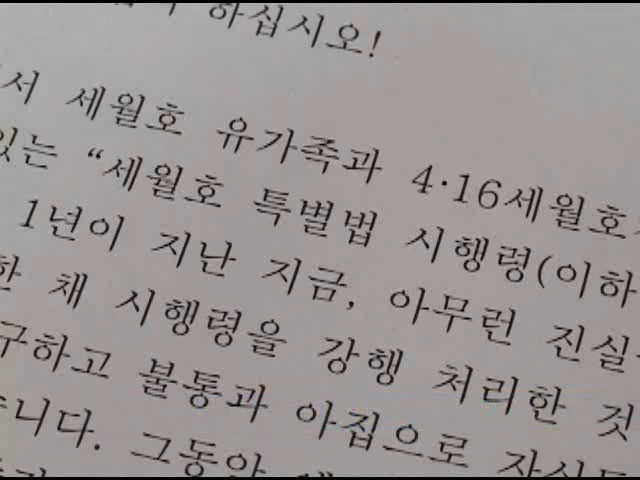 하십시오!
서 세월호 유가족과 4·16세월호
있는 “세월호 특별법 시행령(이하
1년이 지난 지금, 아무런 진실
한 채 시행령을 강행 처리한 것
구하고 불통과 아집으로
니다. 그동안